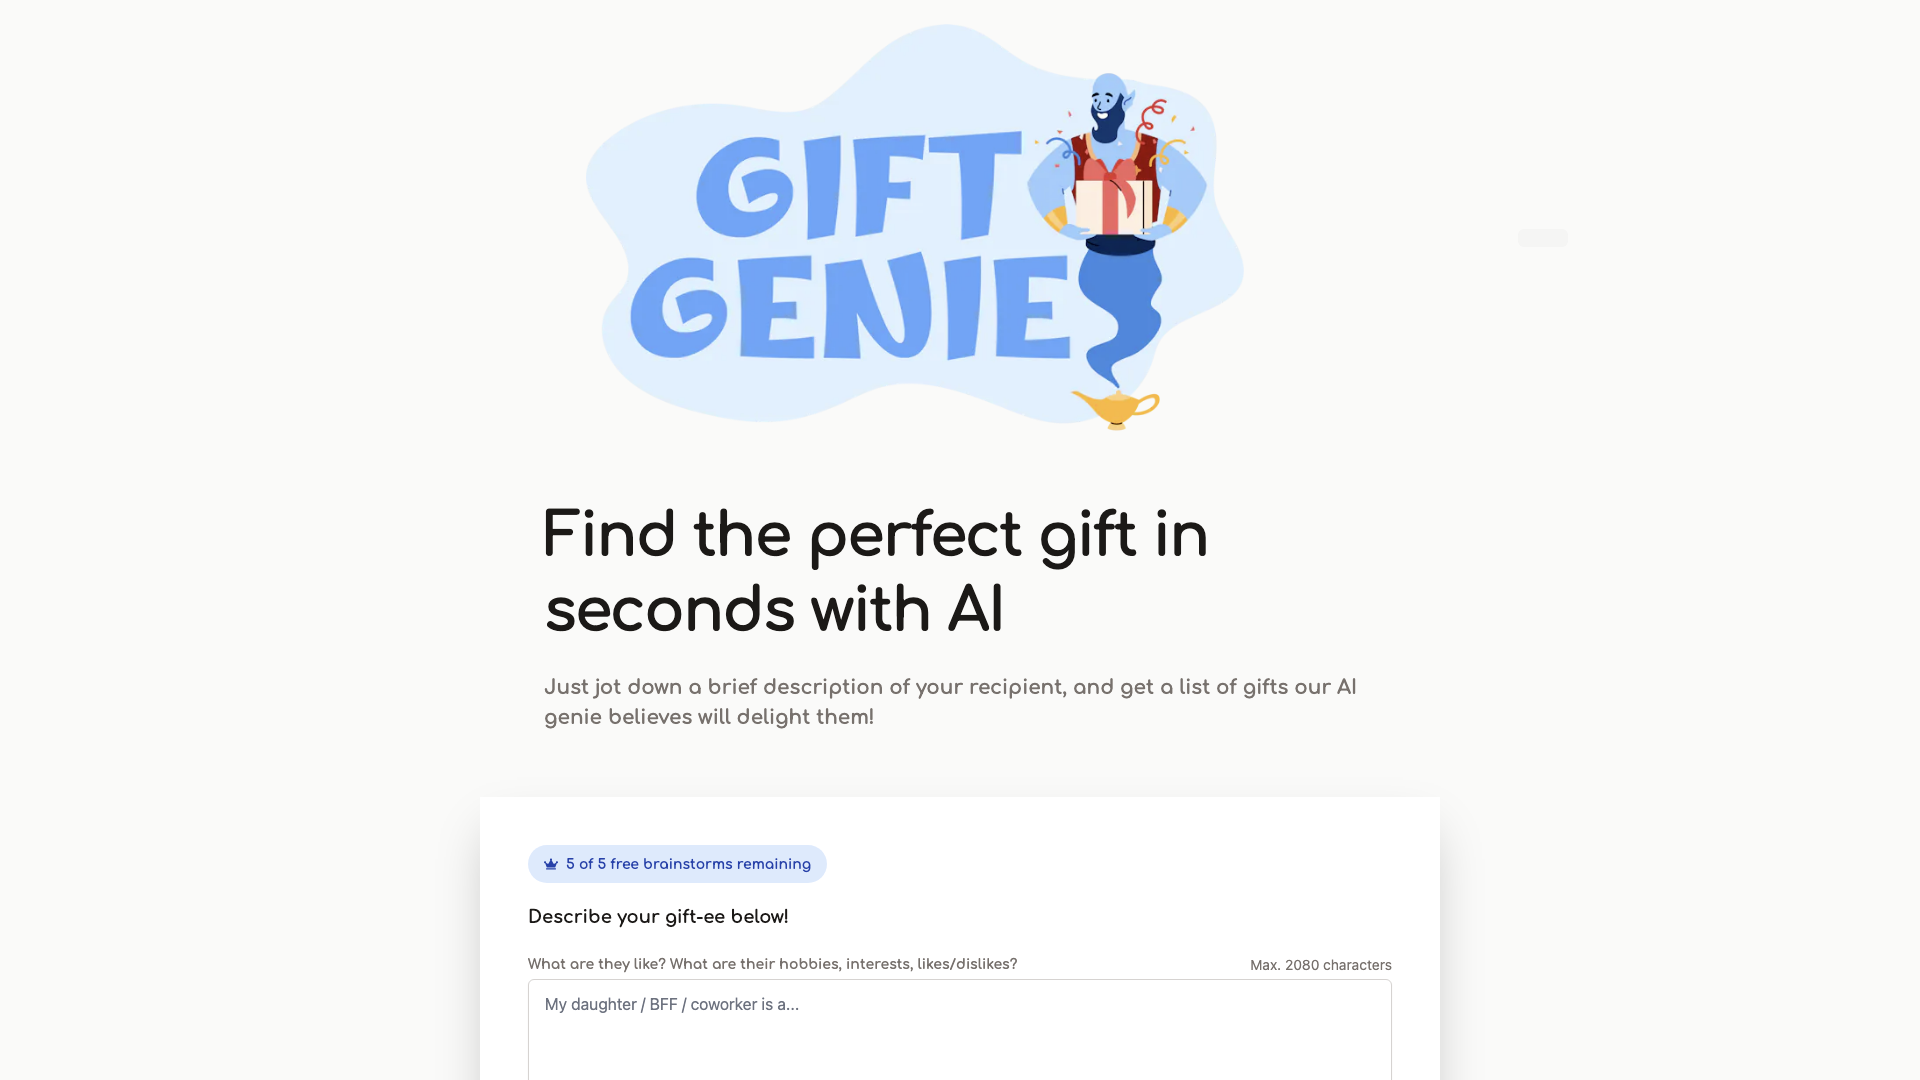 GIFT
GENIE
Find the perfect gift in
seconds with AI
Just jot down a brief description of your recipient, and get a list of gifts our AI
genie believes will delight them!
5 of 5 free brainstorms remaining
Describe your gift-ee below!
What are they like? What are their hobbies, interests, likes/dislikes?
Max. 2080 characters
My daughter / BFF / coworker is a...